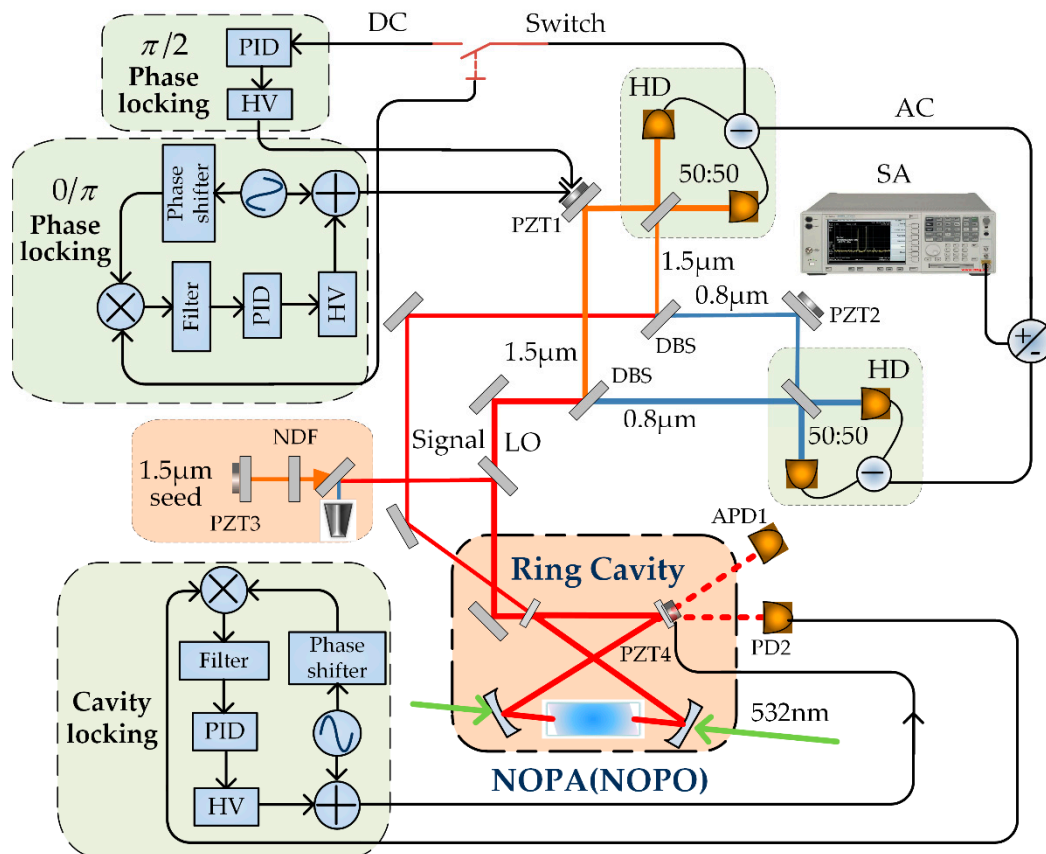 π/2
Phase
locking
PID
HV
DC
Switch
HD
AC
50:50
SA
0/π
Phase
locking
Phase
shifter
Filter
PID
HV
PZT1
1.5μm
0.8μm
PZT2
DBS
1.5μm
DBS
0.8μm
HD
50:50
Signal
LO
NDF
1.5μm
seed
PZT3
APD1
Ring Cavity
PZT4
PD2
532nm
NOPA(NOPO)
Cavity
locking
Filter
Phase
shifter
PID
HV